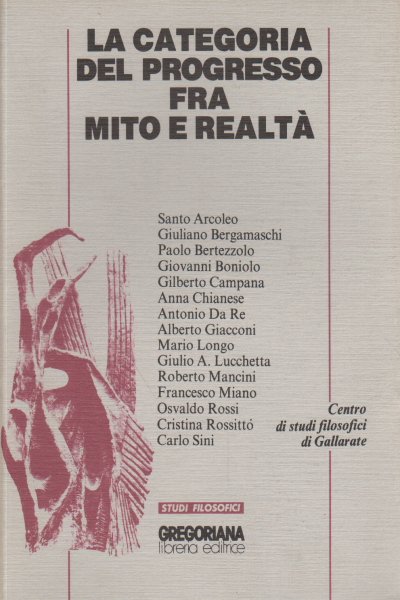 LA CATEGORIA
DEL PROGRESSO
FRA
MITO E REALTÀ
Santo Arcoleo
Giuliano Bergamaschi
Paolo Bertezzolo
Giovanni Boniolo
Gilberto Campana
Anna Chianese
Antonio Da Re
Alberto Giacconi
Mario Longo
Giulio A. Lucchetta
Roberto Mancini
Francesco Miano
Osvaldo Rossi
Cristina Rossittó
Carlo Sini
Centro
di studi filosofici
di Gallarate
STUDI FILOSOFICI
GREGORIANA
libreria editrice